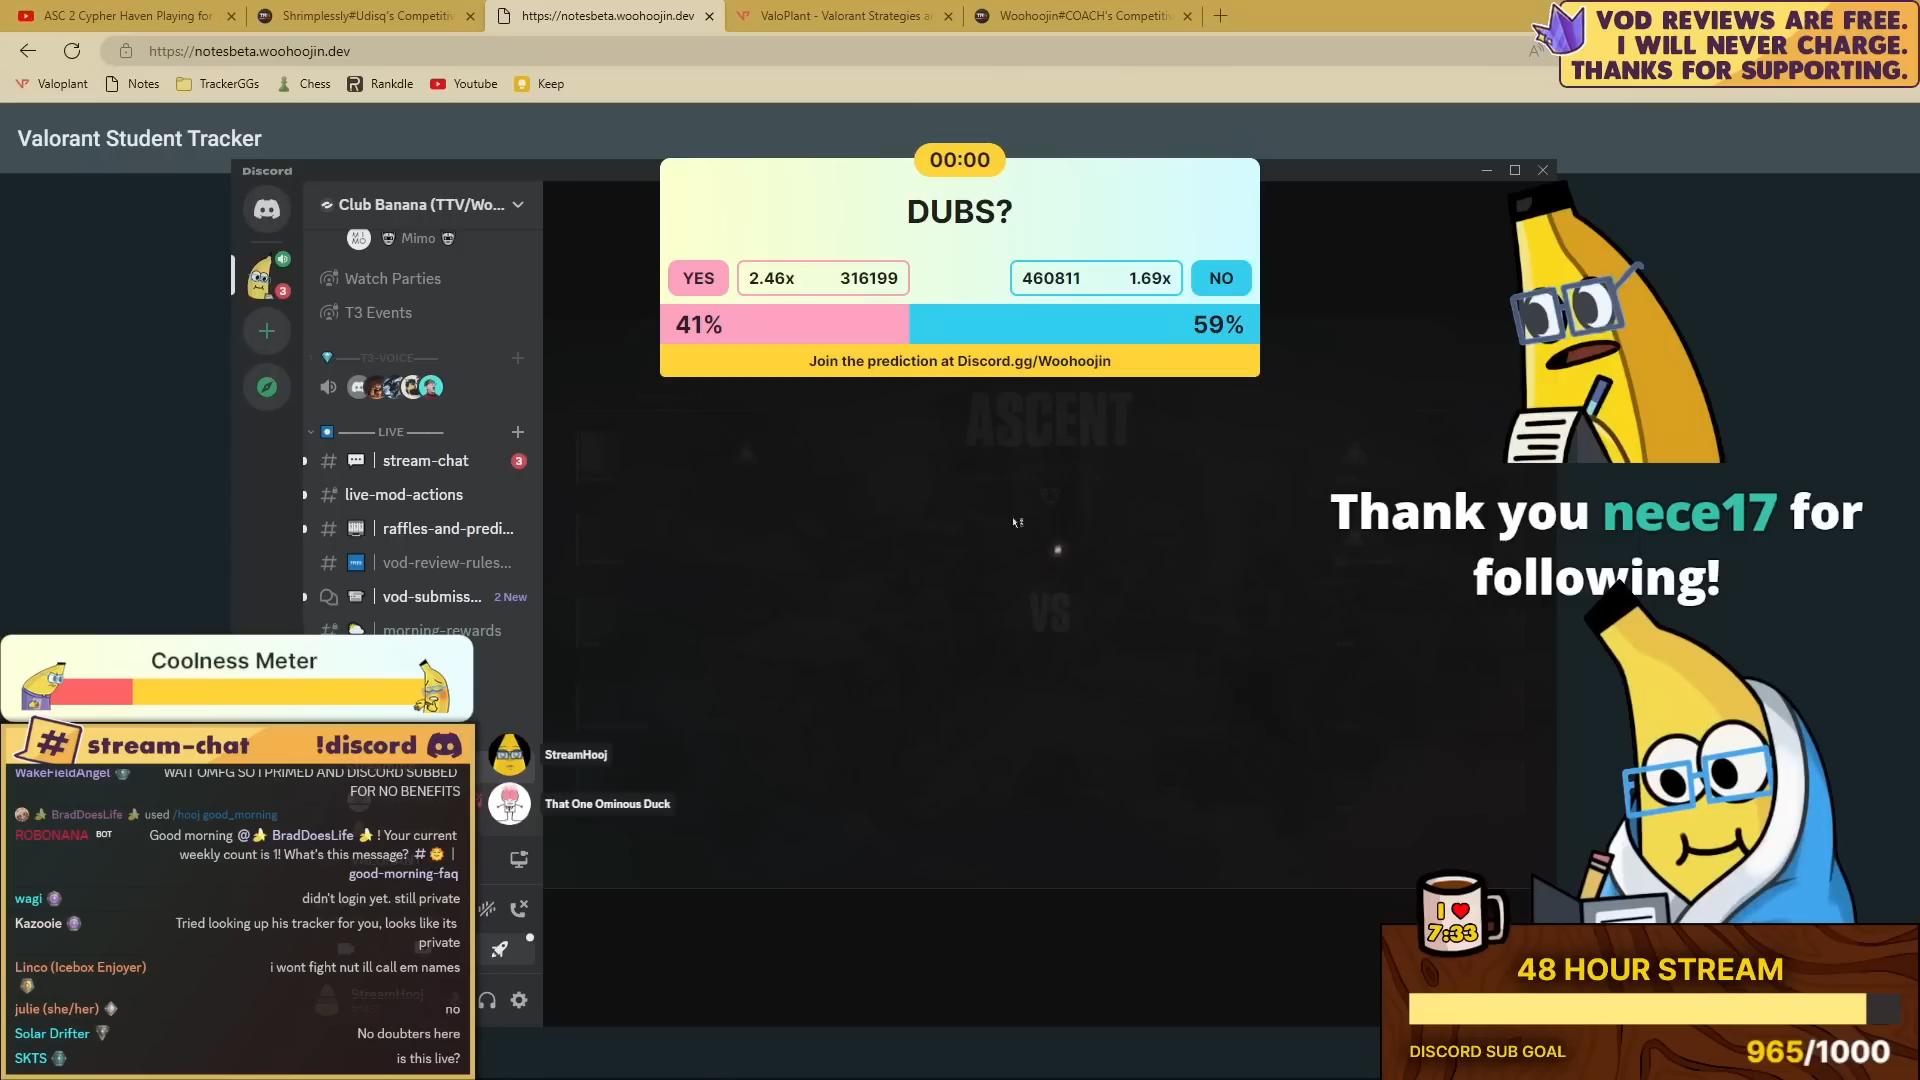 ASC 2 Cypher Haven Playing for
Shrimplessly#Udisq's Competitiv
https://notesbeta.woohoojin.dev
ValoPlant - Valorant Strategies a
Woohoojin#COACH's Competiti
https://notesbeta.woohoojin.dev
Valoplant
Notes
TrackerGGs
Chess
Rankdle
Youtube
Keep
VOD REVIEWS ARE FREE.
I WILL NEVER CHARGE.
THANKS FOR SUPPORTING.
Valorant Student Tracker
Discord
Club Banana (TTV/Wo...
Mimo
Watch Parties
T3 Events
T3-VOICE
LIVE
stream-chat 3
live-mod-actions
raffles-and-predi...
vod-review-rules...
vod-submiss... 2 New
morning-rewards
00:00
DUBS?
YES 2.46x 316199
460811 1.69x NO
41% 59%
Join the prediction at Discord.gg/Woohoojin
ASCENT
VS
Thank you nece17 for
following!
Coolness Meter
# stream-chat !discord
WakeFieldAngel WAIT OMFG SO I PRIMED AND DISCORD SUBBED
FOR NO BENEFITS
BradDoesLife used /hooj good_morning
ROBONANA BOT Good morning @ BradDoesLife ! Your current
weekly count is 1! What's this message? # |
good-morning-faq
wagi didn't login yet. still private
Kazooie Tried looking up his tracker for you, looks like its
private
Linco (Icebox Enjoyer) i wont fight nut ill call em names
julie (she/her) no
Solar Drifter No doubters here
SKTS is this live?
StreamHooj
That One Ominous Duck
StreamHooj
I ❤ 7:33
48 HOUR STREAM
DISCORD SUB GOAL 965/1000